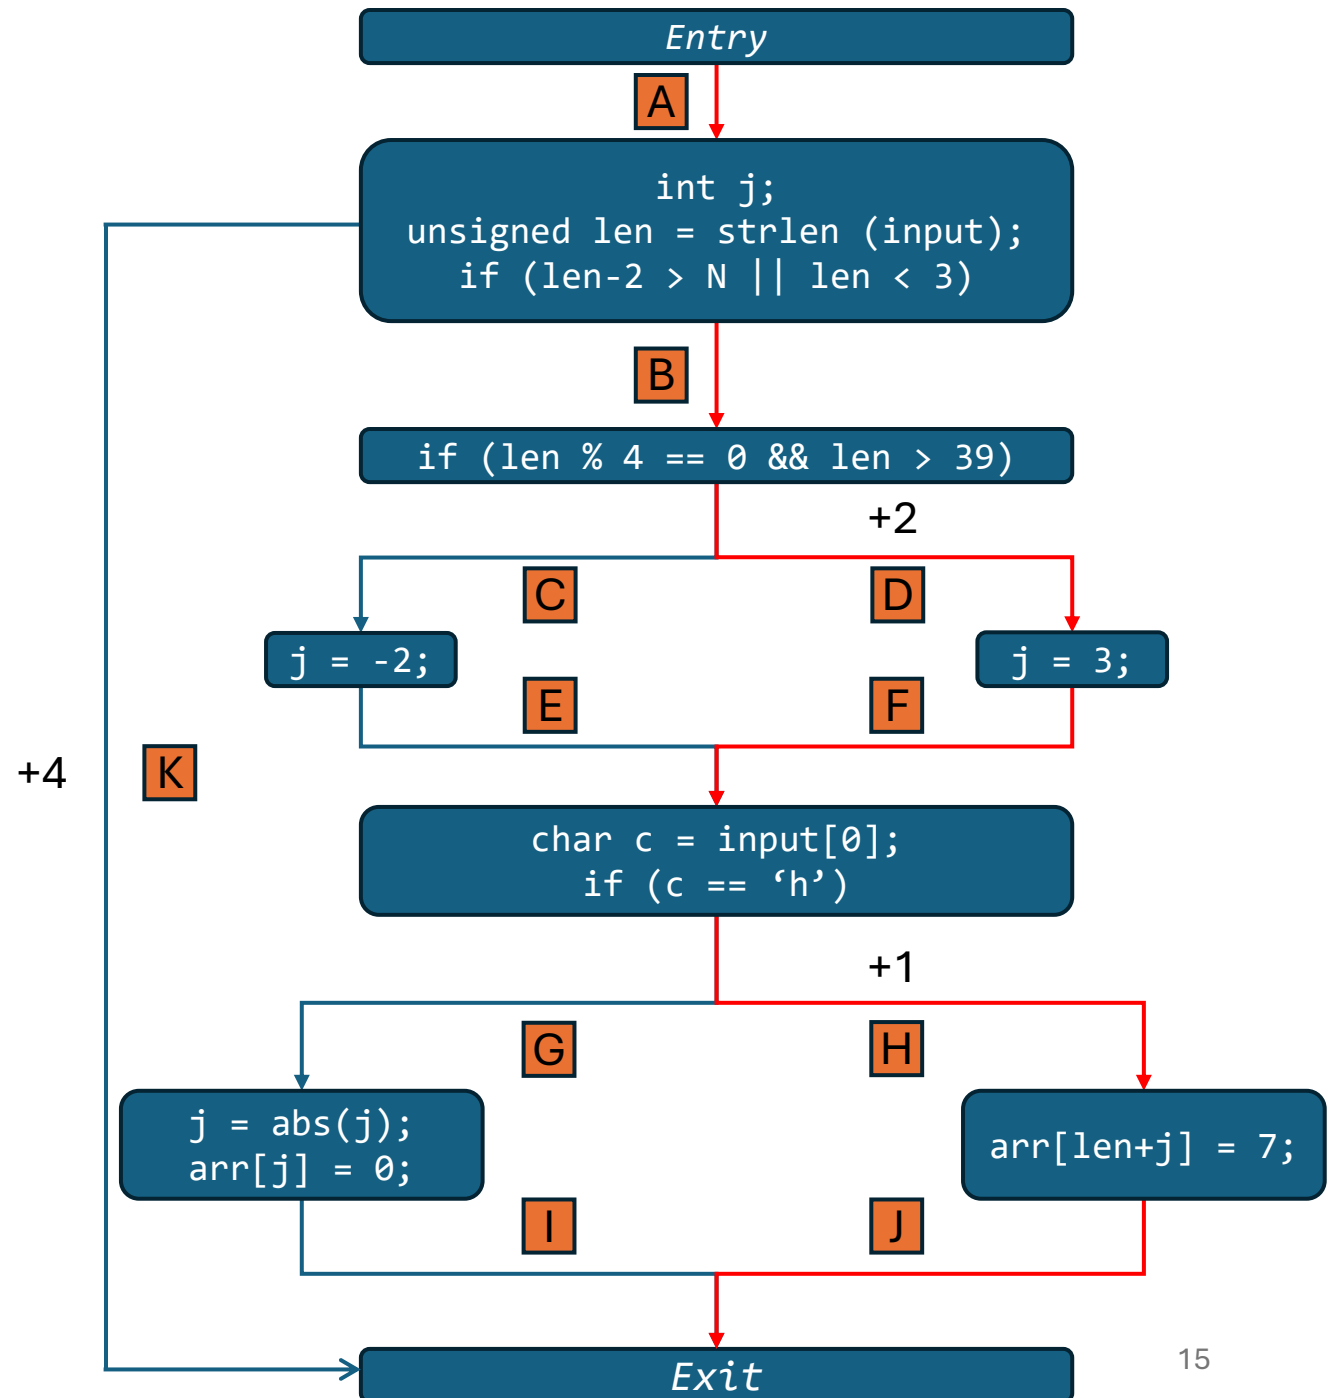 Entry
A
int j;
unsigned len = strlen (input);
if (len-2 > N || len < 3)
B
if (len % 4 == 0 && len > 39)
+2
C
D
j = -2;
j = 3;
E
F
+4
K
char c = input[0];
if (c == ‘h’)
+1
G
H
j = abs(j);
arr[j] = 0;
arr[len+j] = 7;
I
J
Exit
15